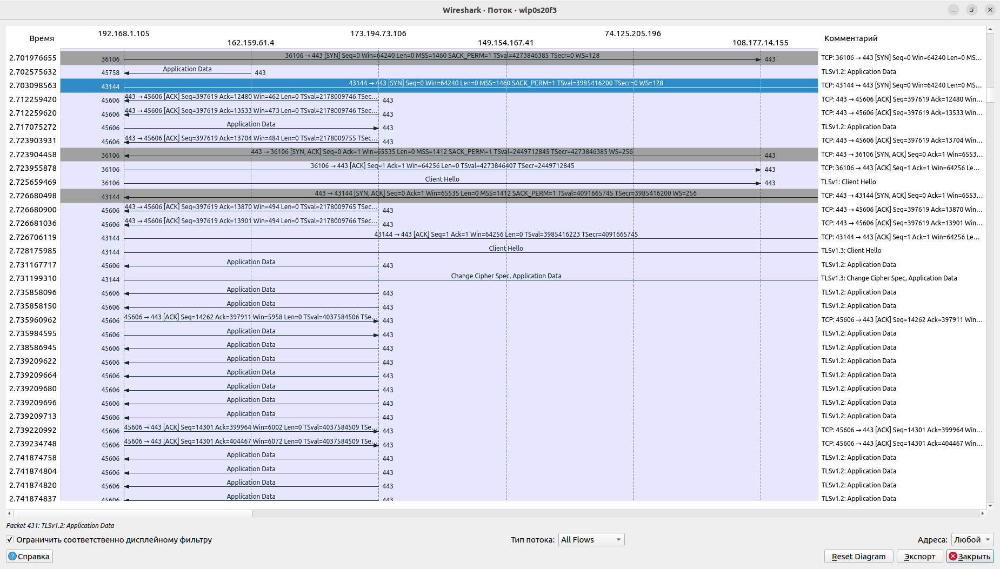 Wireshark · Поток · wlp0s20f3
192.168.1.105 173.194.73.106 74.125.205.196
Время 162.159.61.4 149.154.167.41 108.177.14.155 Комментарий
2.701976655 36106 36106 → 443 [SYN] Seq=0 Win=64240 Len=0 MSS=1460 SACK_PERM=1 TSval=4273846385 TSecr=0 WS=128 443 TCP: 36106 → 443 [SYN] Seq=0 Win=64240 Len=0 MS…
2.702575632 45758 Application Data 443 TLSv1.2: Application Data
2.703098563 43144 43144 → 443 [SYN] Seq=0 Win=64240 Len=0 MSS=1460 SACK_PERM=1 TSval=3985416200 TSecr=0 WS=128 TCP: 43144 → 443 [SYN] Seq=0 Win=64240 Len=0 MS…
2.712259420 45606 443 → 45606 [ACK] Seq=397619 Ack=12480 Win=462 Len=0 TSval=2178009746 TSec… 443 TCP: 443 → 45606 [ACK] Seq=397619 Ack=12480 Win…
2.712259620 45606 443 → 45606 [ACK] Seq=397619 Ack=13533 Win=473 Len=0 TSval=2178009746 TSec… 443 TCP: 443 → 45606 [ACK] Seq=397619 Ack=13533 Win…
2.717075272 45606 Application Data 443 TLSv1.2: Application Data
2.723903931 45606 443 → 45606 [ACK] Seq=397619 Ack=13704 Win=484 Len=0 TSval=2178009755 TSec… 443 TCP: 443 → 45606 [ACK] Seq=397619 Ack=13704 Win…
2.723904458 36106 443 → 36106 [SYN, ACK] Seq=0 Ack=1 Win=65535 Len=0 MSS=1412 SACK_PERM=1 TSval=2449712845 TSecr=4273846385 WS=256 443 TCP: 443 → 36106 [SYN, ACK] Seq=0 Ack=1 Win=6553…
2.723955878 36106 36106 → 443 [ACK] Seq=1 Ack=1 Win=64256 Len=0 TSval=4273846407 TSecr=2449712845 443 TCP: 36106 → 443 [ACK] Seq=1 Ack=1 Win=64256 Le…
2.725659469 36106 Client Hello 443 TLSv1: Client Hello
2.726680498 43144 443 → 43144 [SYN, ACK] Seq=0 Ack=1 Win=65535 Len=0 MSS=1412 SACK_PERM=1 TSval=4091665745 TSecr=3985416200 WS=256 TCP: 443 → 43144 [SYN, ACK] Seq=0 Ack=1 Win=6553…
2.726680900 45606 443 → 45606 [ACK] Seq=397619 Ack=13870 Win=494 Len=0 TSval=2178009765 TSec… 443 TCP: 443 → 45606 [ACK] Seq=397619 Ack=13870 Win…
2.726681036 45606 443 → 45606 [ACK] Seq=397619 Ack=13901 Win=494 Len=0 TSval=2178009766 TSec… 443 TCP: 443 → 45606 [ACK] Seq=397619 Ack=13901 Win…
2.726706119 43144 43144 → 443 [ACK] Seq=1 Ack=1 Win=64256 Len=0 TSval=3985416223 TSecr=4091665745 TCP: 43144 → 443 [ACK] Seq=1 Ack=1 Win=64256 Le…
2.728175985 43144 Client Hello TLSv1.3: Client Hello
2.731167717 45606 Application Data 443 TLSv1.2: Application Data
2.731199310 43144 Change Cipher Spec, Application Data TLSv1.3: Change Cipher Spec, Application Data
2.735858096 45606 Application Data 443 TLSv1.2: Application Data
2.735858150 45606 Application Data 443 TLSv1.2: Application Data
2.735960962 45606 45606 → 443 [ACK] Seq=14262 Ack=397911 Win=5958 Len=0 TSval=4037584506 TSe… 443 TCP: 45606 → 443 [ACK] Seq=14262 Ack=397911 Win…
2.735984595 45606 Application Data 443 TLSv1.2: Application Data
2.738586945 45606 Application Data 443 TLSv1.2: Application Data
2.739209622 45606 Application Data 443 TLSv1.2: Application Data
2.739209664 45606 Application Data 443 TLSv1.2: Application Data
2.739209680 45606 Application Data 443 TLSv1.2: Application Data
2.739209696 45606 Application Data 443 TLSv1.2: Application Data
2.739209713 45606 Application Data 443 TLSv1.2: Application Data
2.739220992 45606 45606 → 443 [ACK] Seq=14301 Ack=399964 Win=6002 Len=0 TSval=4037584509 TSe… 443 TCP: 45606 → 443 [ACK] Seq=14301 Ack=399964 Win…
2.739234748 45606 45606 → 443 [ACK] Seq=14301 Ack=404467 Win=6072 Len=0 TSval=4037584509 TSe… 443 TCP: 45606 → 443 [ACK] Seq=14301 Ack=404467 Win…
2.741874758 45606 Application Data 443 TLSv1.2: Application Data
2.741874804 45606 Application Data 443 TLSv1.2: Application Data
2.741874820 45606 Application Data 443 TLSv1.2: Application Data
2.741874837 45606 Application Data 443 TLSv1.2: Application Data
Packet 431: TLSv1.2: Application Data
Ограничить соответственно дисплейному фильтру Тип потока: All Flows Адреса: Любой
Справка Reset Diagram Экспорт Закрыть